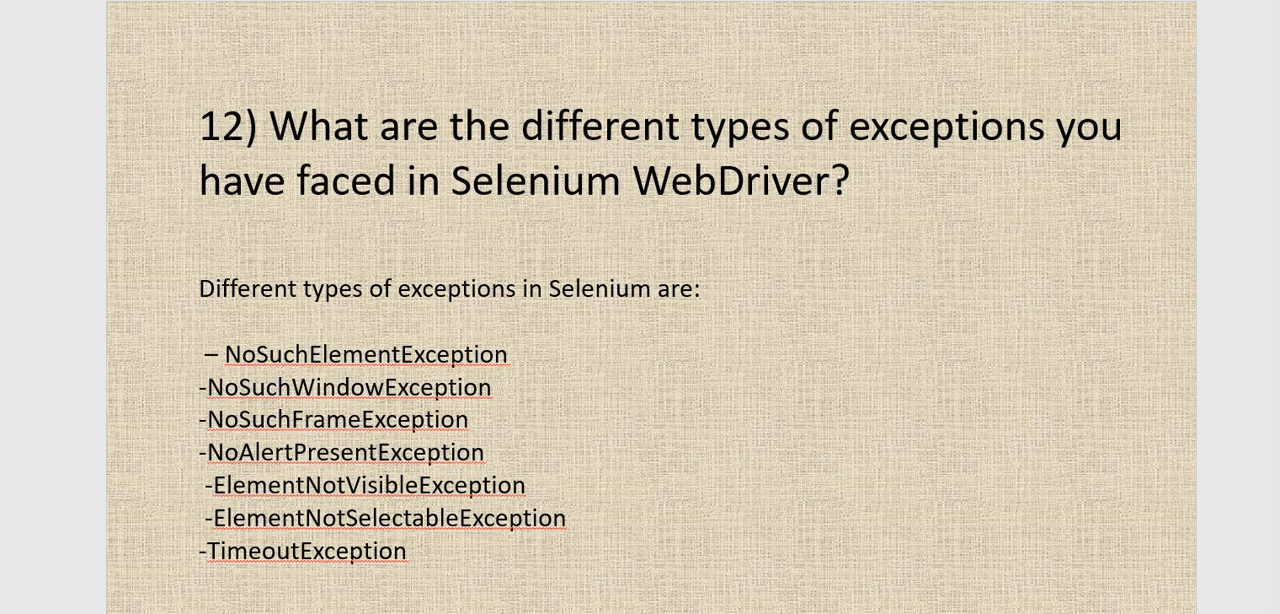 12) What are the different types of exceptions you
have faced in Selenium WebDriver?
Different types of exceptions in Selenium are:
– NoSuchElementException
-NoSuchWindowException
-NoSuchFrameException
-NoAlertPresentException
-ElementNotVisibleException
-ElementNotSelectableException
-TimeoutException